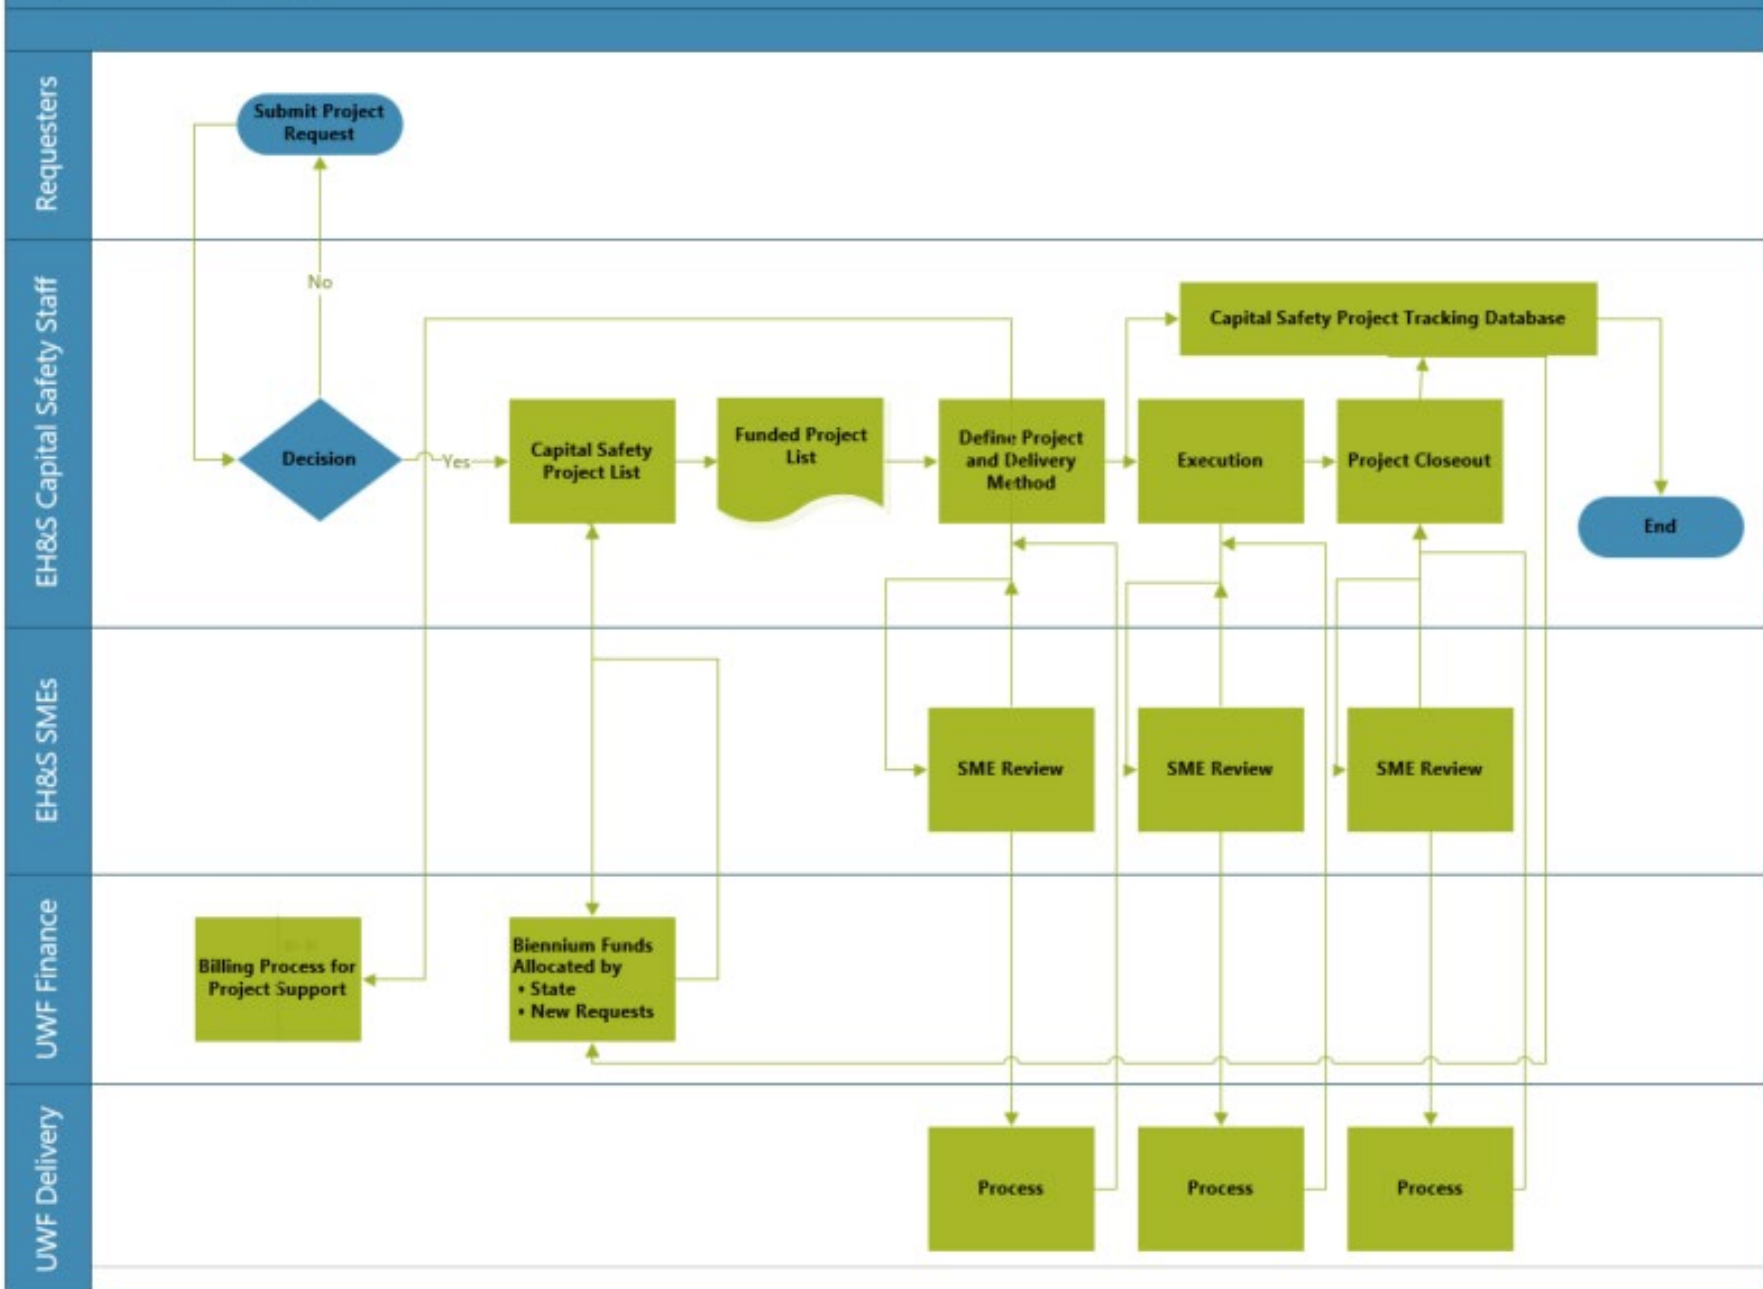 Requesters
Submit Project
Request
EH&S Capital Safety Staff
No
Capital Safety Project Tracking Database
Decision
Yes
Capital Safety
Project List
Funded Project
List
Define Project
and Delivery
Method
Execution
Project Closeout
End
EH&S SMEs
SME Review
SME Review
SME Review
UWF Finance
Billing Process for
Project Support
Biennium Funds
Allocated by
• State
• New Requests
UWF Delivery
Process
Process
Process